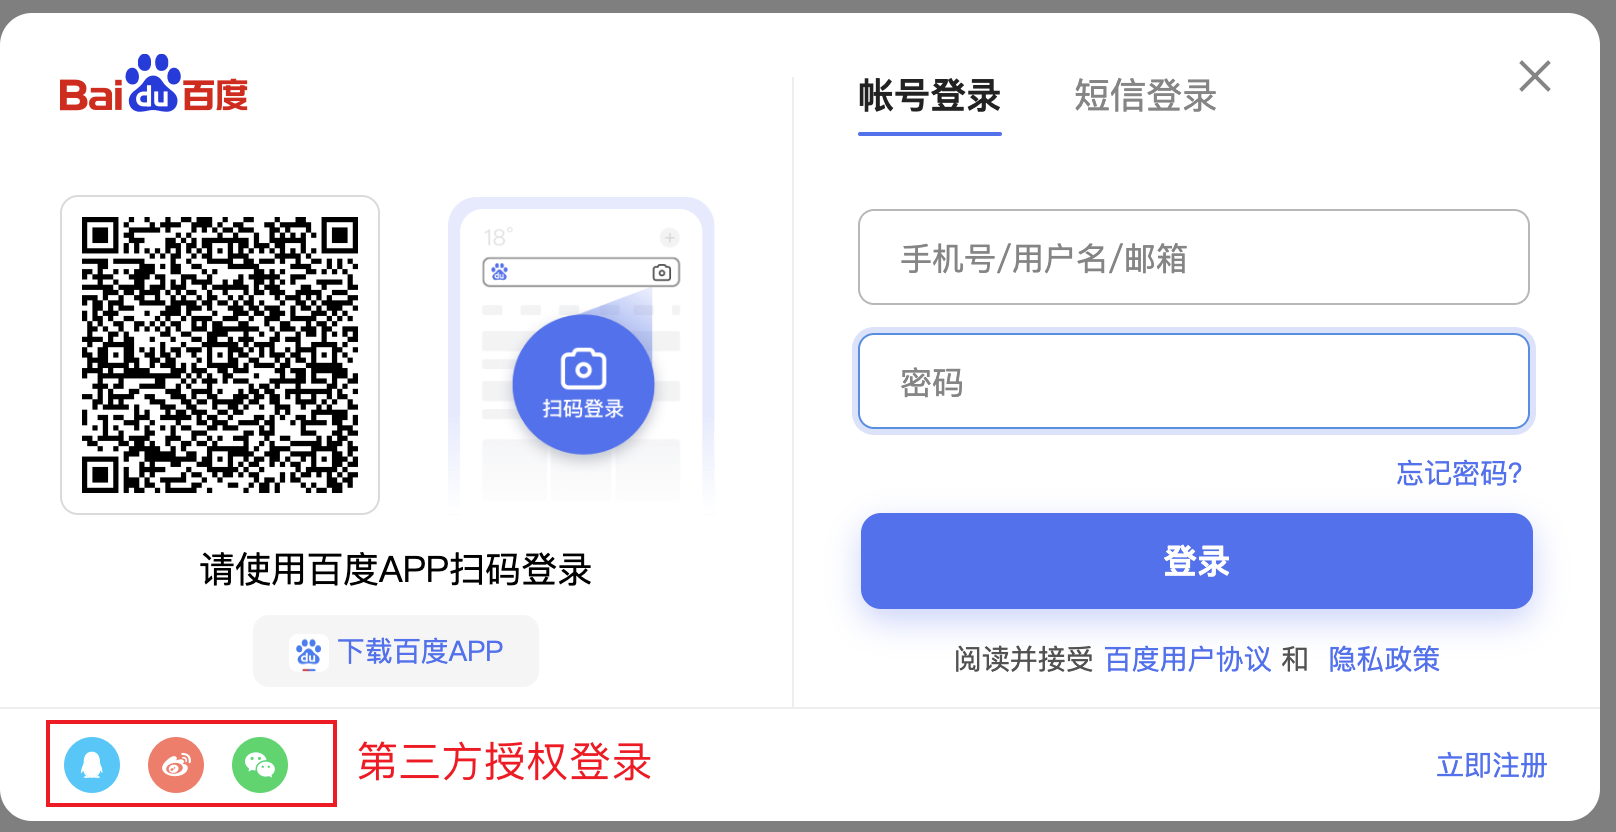 Bai du 百度
18°
du
扫码登录
请使用百度APP扫码登录
du 下载百度APP
帐号登录 短信登录
手机号/用户名/邮箱
密码
忘记密码?
登录
阅读并接受 百度用户协议 和 隐私政策
第三方授权登录
立即注册